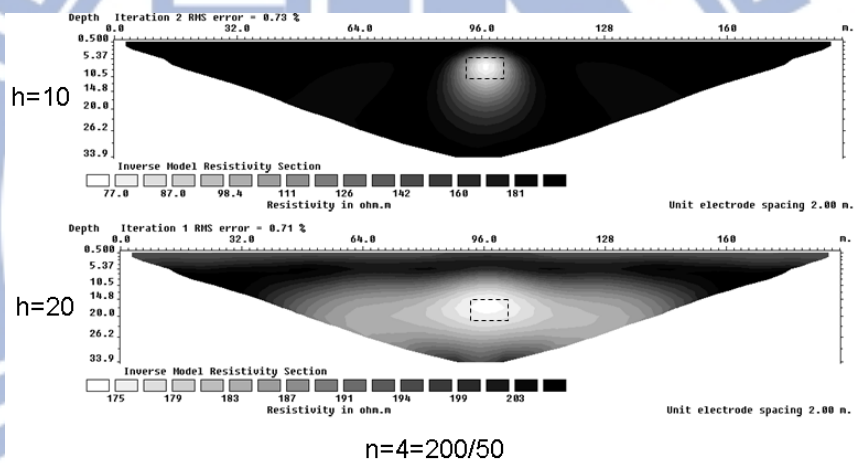 Depth Iteration 2 RMS error = 0.73 %
0.0 32.0 64.0 96.0 128 160 m.
0.500
5.37
10.5
14.8
20.0
26.2
33.9
h=10
Inverse Model Resistivity Section
77.0 87.0 98.4 111 126 142 160 181
Resistivity in ohm.m
Unit electrode spacing 2.00 m.
Depth Iteration 1 RMS error = 0.71 %
0.0 32.0 64.0 96.0 128 160 m.
0.500
5.37
10.5
14.8
20.0
26.2
33.9
h=20
Inverse Model Resistivity Section
175 179 183 187 191 194 199 203
Resistivity in ohm.m
Unit electrode spacing 2.00 m.
n=4=200/50